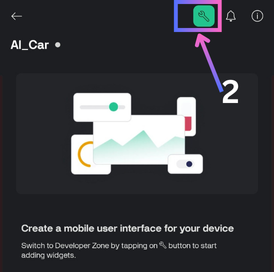 AI_Car
2
Create a mobile user interface for your device
Switch to Developer Zone by tapping on button to start
adding widgets.